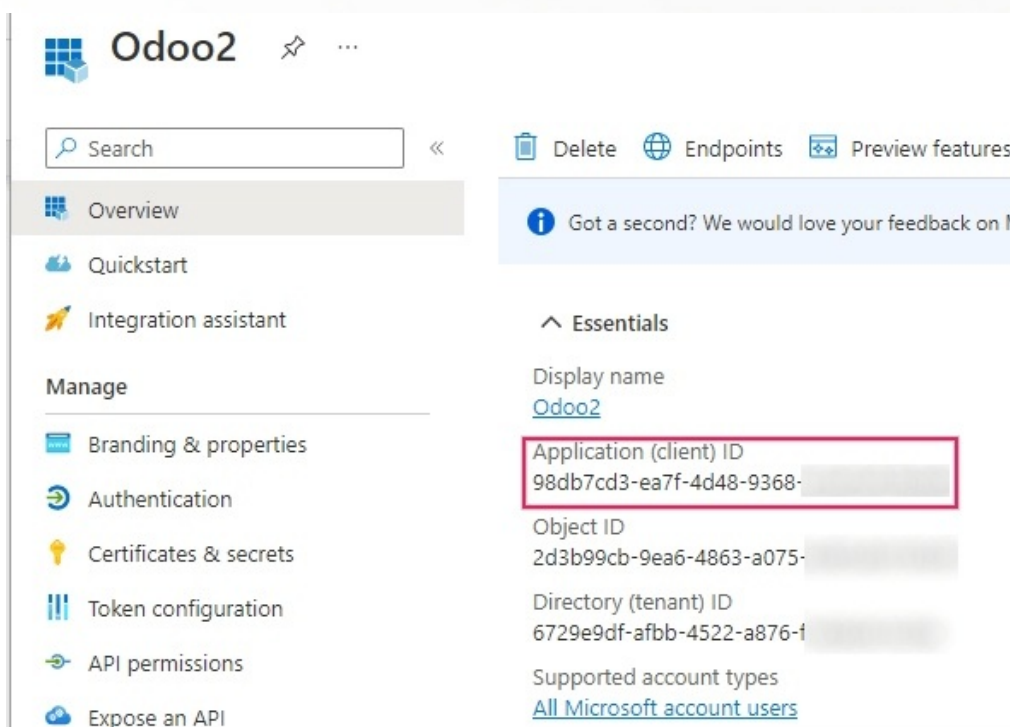 Odoo2
Search
Delete
Endpoints
Preview features
Overview
Got a second? We would love your feedback on
Quickstart
Integration assistant
Essentials
Display name
Odoo2
Manage
Application (client) ID
98db7cd3-ea7f-4d48-9368-
Branding & properties
Authentication
Object ID
2d3b99cb-9ea6-4863-a075-
Certificates & secrets
Token configuration
Directory (tenant) ID
6729e9df-afbb-4522-a876-f
API permissions
Supported account types
All Microsoft account users
Expose an API